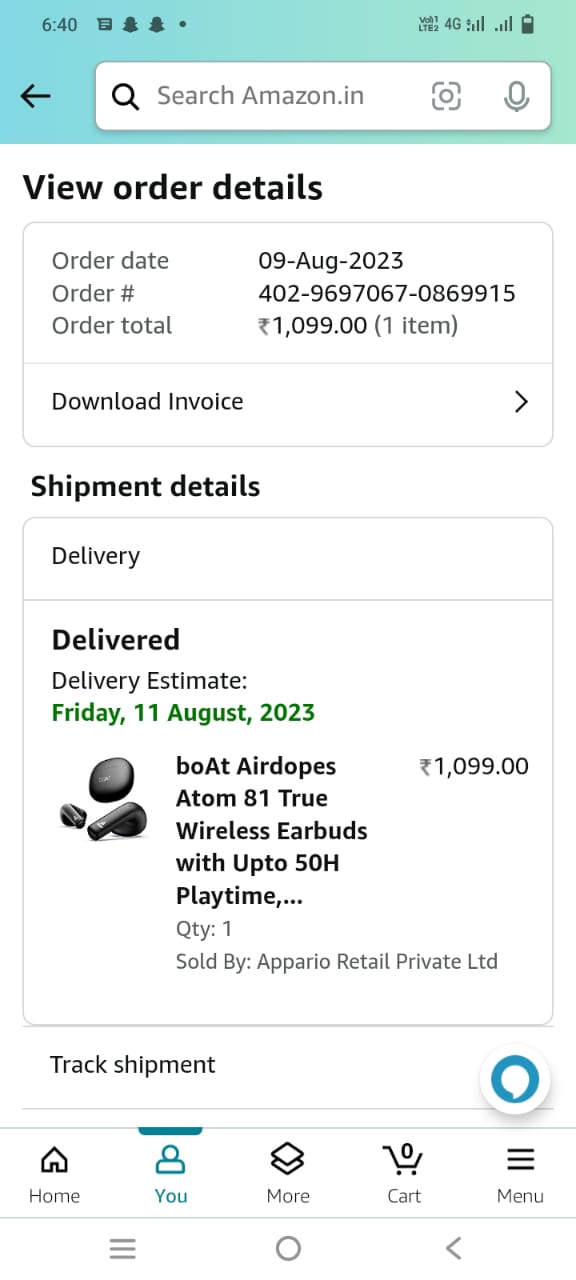 6:40
4G
Search Amazon.in
View order details
Order date 09-Aug-2023
Order # 402-9697067-0869915
Order total ₹1,099.00 (1 item)
Download Invoice
Shipment details
Delivery
Delivered
Delivery Estimate:
Friday, 11 August, 2023
boAt Airdopes ₹1,099.00
Atom 81 True
Wireless Earbuds
with Upto 50H
Playtime,...
Qty: 1
Sold By: Appario Retail Private Ltd
Track shipment
0
Home You More Cart Menu